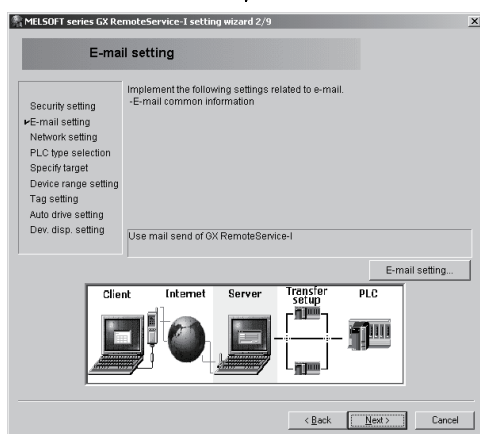 MELSOFT series GX RemoteService-I setting wizard 2/9
E-mail setting
Implement the following settings related to e-mail.
-E-mail common information
Security setting
E-mail setting
Network setting
PLC type selection
Specify target
Device range setting
Tag setting
Auto drive setting
Dev. disp. setting
Use mail send of GX RemoteService-I
E-mail setting...
Client Internet Server Transfer setup PLC
< Back Next > Cancel